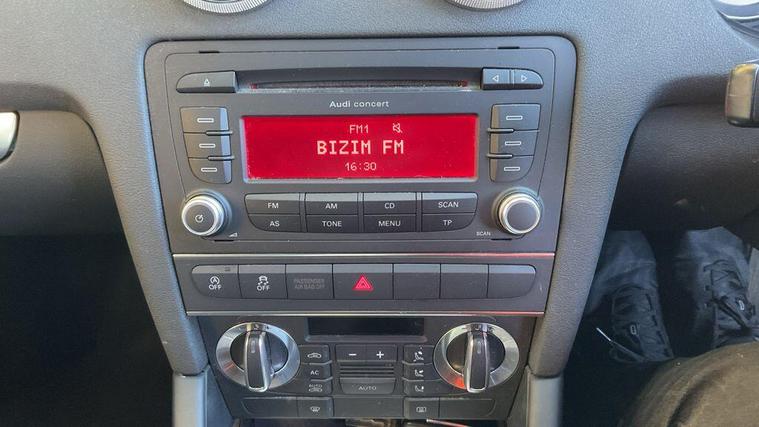 Audi concert
FM1
BIZIM FM
16:30
FM AM CD SCAN
AS TONE MENU TP
SCAN
OFF OFF PASSENGER AIR BAG OFF
AC
AUTO
AUTO